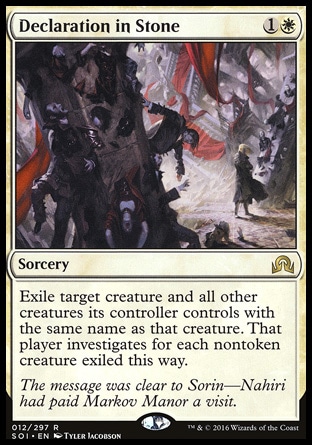 Declaration in Stone 1
Sorcery
Exile target creature and all other
creatures its controller controls with
the same name as that creature. That
player investigates for each nontoken
creature exiled this way.
The message was clear to Sorin—Nahiri
had paid Markov Manor a visit.
012/297 R
SOI • EN Tyler Jacobson ™ & © 2016 Wizards of the Coast